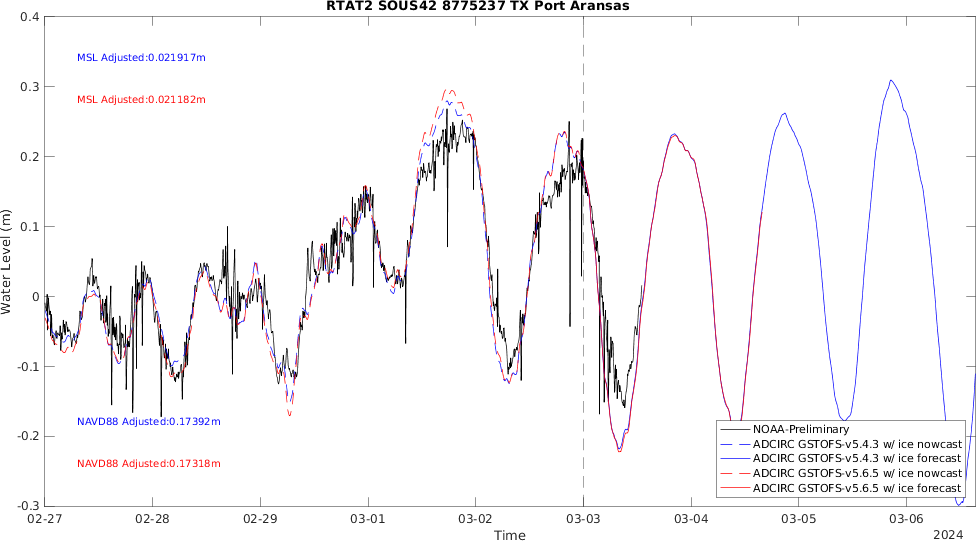 RTAT2 SOUS42 8775237 TX Port Aransas
0.4
MSL Adjusted:0.021917m
0.3
MSL Adjusted:0.021182m
0.2
0.1
Water Level (m)
0
-0.1
NAVD88 Adjusted:0.17392m
-0.2
NAVD88 Adjusted:0.17318m
-0.3
NOAA-Preliminary
ADCIRC GSTOFS-v5.4.3 w/ ice nowcast
ADCIRC GSTOFS-v5.4.3 w/ ice forecast
ADCIRC GSTOFS-v5.6.5 w/ ice nowcast
ADCIRC GSTOFS-v5.6.5 w/ ice forecast
02-27 02-28 02-29 03-01 03-02 03-03 03-04 03-05 03-06
Time
2024